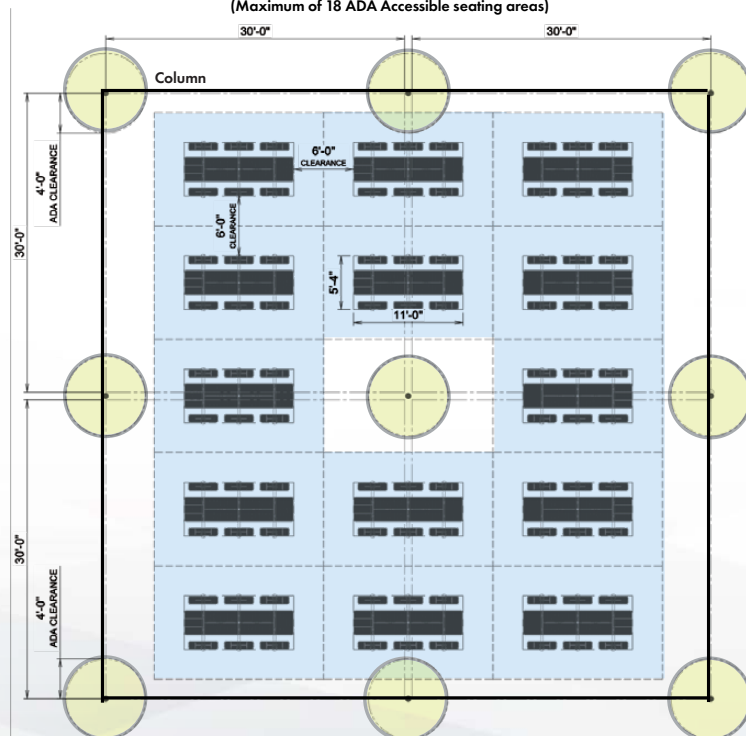 (Maximum of 18 ADA Accessible seating areas)
30'-0"
30'-0"
Column
4'-0"
ADA CLEARANCE
6'-0"
CLEARANCE
6'-0"
CLEARANCE
30'-0"
5'-4"
11'-0"
30'-0"
4'-0"
ADA CLEARANCE